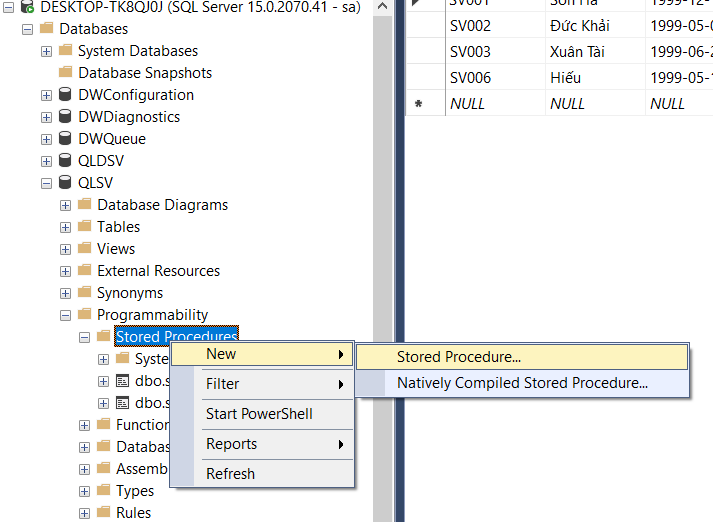 DESKTOP-TK8QJ0J (SQL Server 15.0.2070.41 - sa)
Databases
System Databases
Database Snapshots
DWConfiguration
DWDiagnostics
DWQueue
QLDSV
QLSV
Database Diagrams
Tables
Views
External Resources
Synonyms
Programmability
Stored Procedures
dbo.s
dbo.s
Types
Rules
New
Filter
Start PowerShell
Reports
Refresh
Stored Procedure...
Natively Compiled Stored Procedure...
SV002 Đức Khải 1999-05-0
SV003 Xuân Tài 1999-06-2
SV006 Hiếu 1999-05-1
* NULL NULL NULL